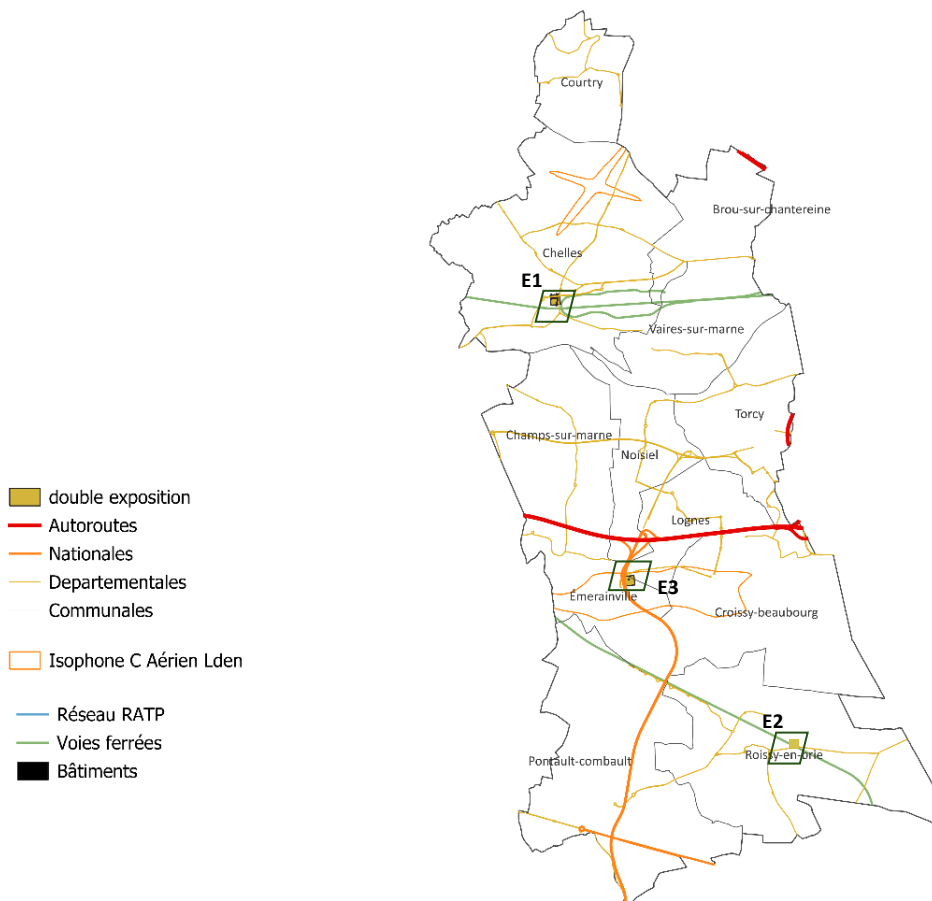 Courtry
Brou-sur-chantereine
Chelles
E1
Vaires-sur-marne
Torcy
Champs-sur-marne
Noisiel
double exposition
Autoroutes
Lognes
Nationales
Departementales
E3
Émerainville
Communales
Croissy-beaubourg
Isophone C Aérien Lden
Réseau RATP
E2
Voies ferrées
Roissy-en-brie
Pontault-combault
Bâtiments